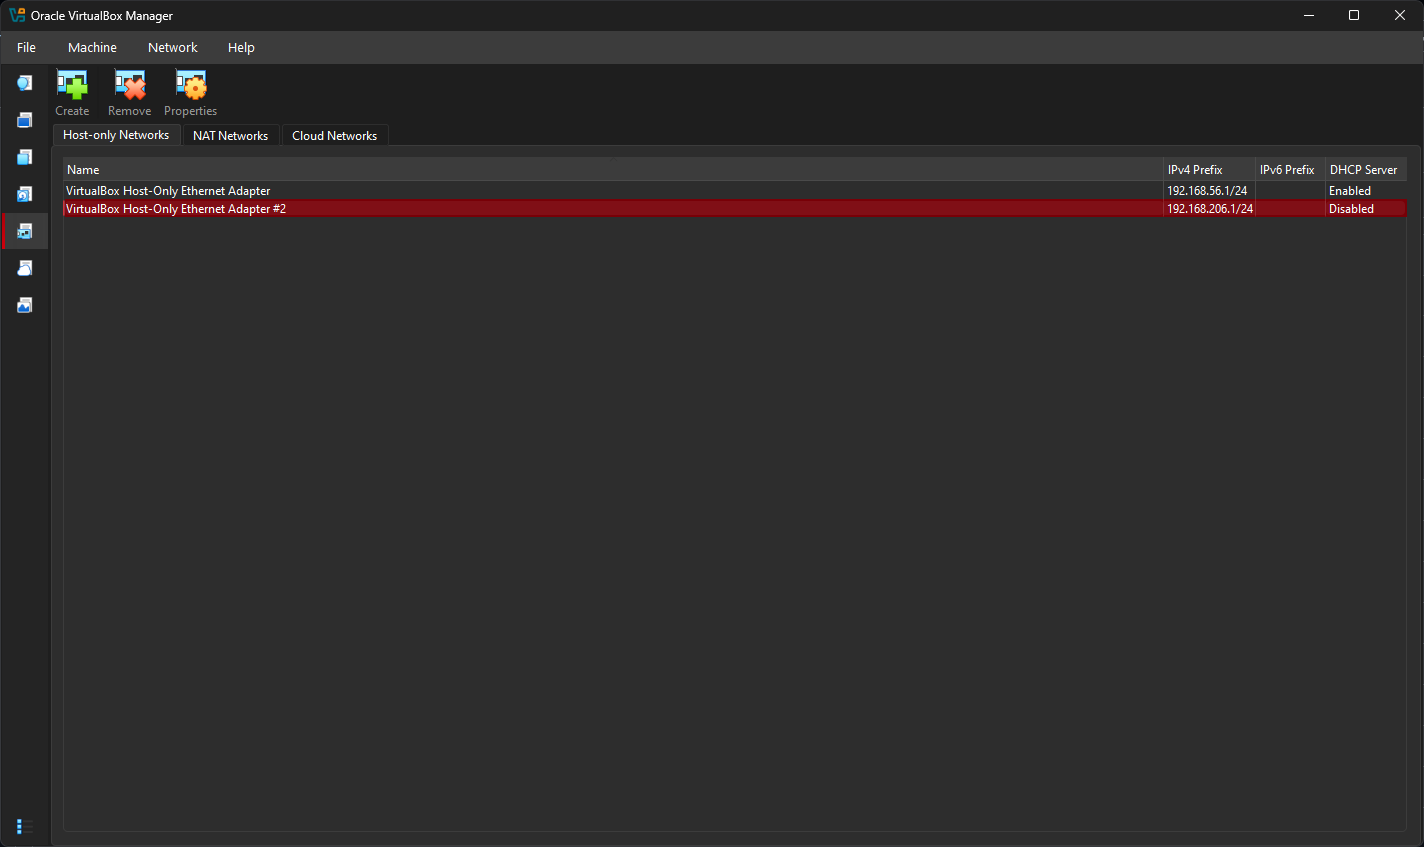 Oracle VirtualBox Manager
File Machine Network Help
Create Remove Properties
Host-only Networks NAT Networks Cloud Networks
Name IPv4 Prefix IPv6 Prefix DHCP Server
VirtualBox Host-Only Ethernet Adapter 192.168.56.1/24 Enabled
VirtualBox Host-Only Ethernet Adapter #2 192.168.206.1/24 Disabled